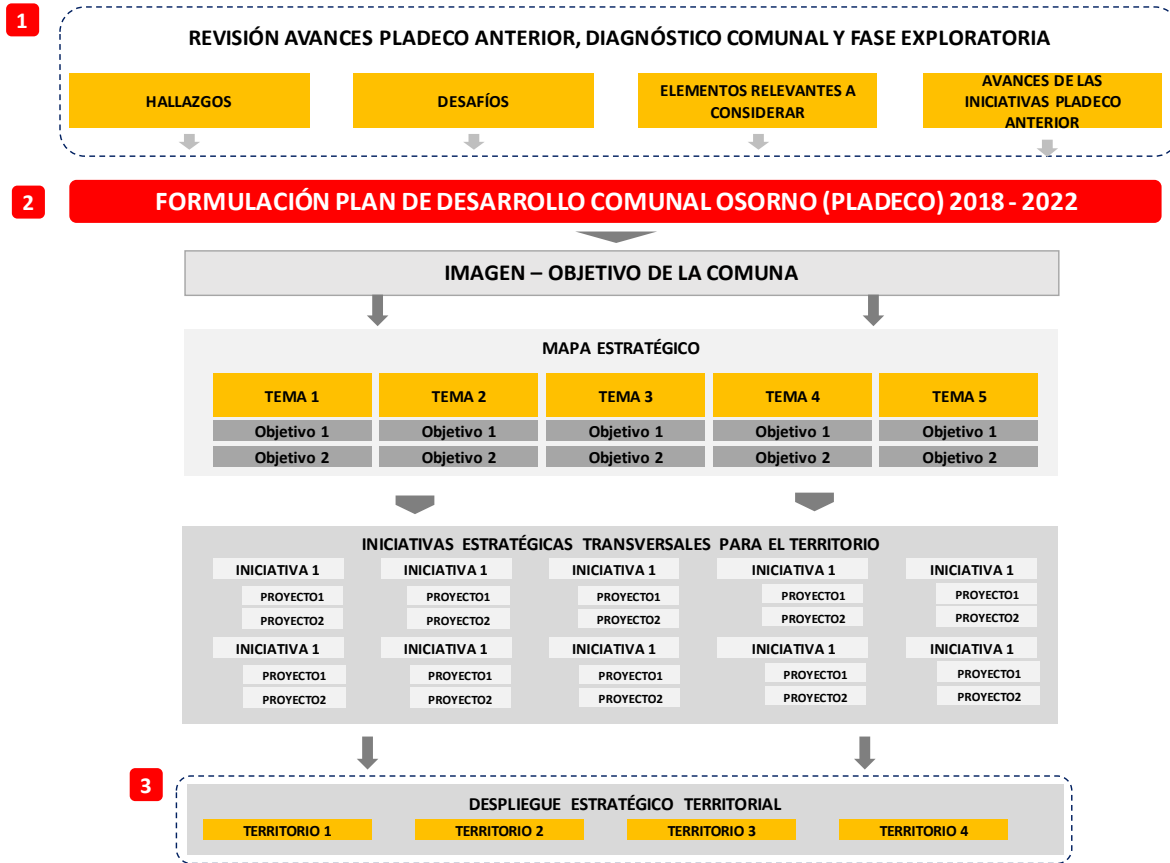 1
REVISIÓN AVANCES PLADECO ANTERIOR, DIAGNÓSTICO COMUNAL Y FASE EXPLORATORIA
HALLAZGOS
DESAFÍOS
ELEMENTOS RELEVANTES A
CONSIDERAR
AVANCES DE LAS
INICIATIVAS PLADECO
ANTERIOR
2
FORMULACIÓN PLAN DE DESARROLLO COMUNAL OSORNO (PLADECO) 2018 - 2022
IMAGEN – OBJETIVO DE LA COMUNA
MAPA ESTRATÉGICO
TEMA 1 TEMA 2 TEMA 3 TEMA 4 TEMA 5
Objetivo 1 Objetivo 1 Objetivo 1 Objetivo 1 Objetivo 1
Objetivo 2 Objetivo 2 Objetivo 2 Objetivo 2 Objetivo 2
INICIATIVAS ESTRATÉGICAS TRANSVERSALES PARA EL TERRITORIO
INICIATIVA 1 INICIATIVA 1 INICIATIVA 1 INICIATIVA 1 INICIATIVA 1
PROYECTO1 PROYECTO1 PROYECTO1 PROYECTO1 PROYECTO1
PROYECTO2 PROYECTO2 PROYECTO2 PROYECTO2 PROYECTO2
INICIATIVA 1 INICIATIVA 1 INICIATIVA 1 INICIATIVA 1 INICIATIVA 1
PROYECTO1 PROYECTO1 PROYECTO1 PROYECTO1 PROYECTO1
PROYECTO2 PROYECTO2 PROYECTO2 PROYECTO2 PROYECTO2
3
DESPLIEGUE ESTRATÉGICO TERRITORIAL
TERRITORIO 1 TERRITORIO 2 TERRITORIO 3 TERRITORIO 4